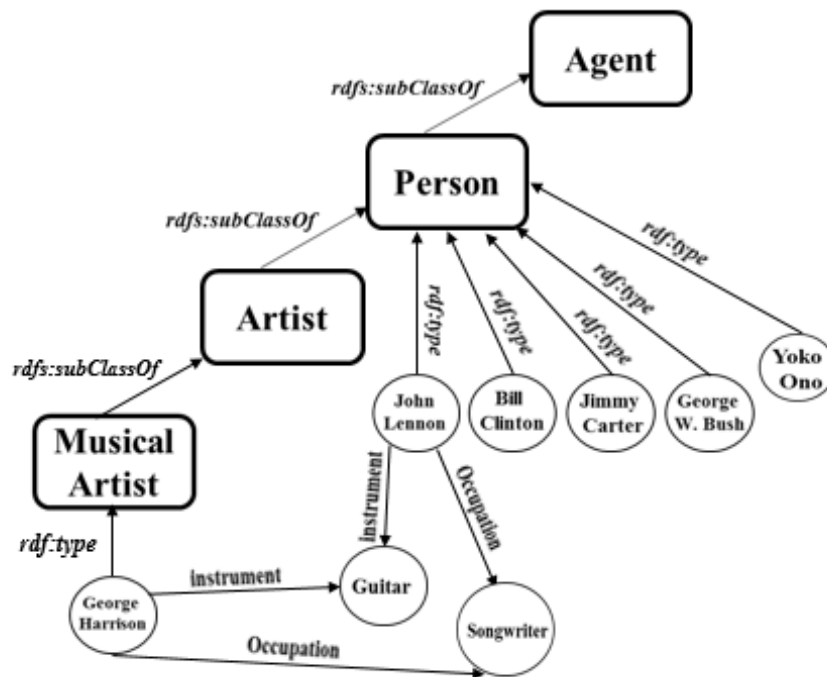 Agent
rdfs:subClassOf
Person
rdfs:subClassOf
rdf:type
rdf:type
rdf:type
rdf:type
rdf:type
Artist
Yoko
Ono
rdfs:subClassOf
John
Lennon
Bill
Clinton
Jimmy
Carter
George
W. Bush
Musical
Artist
instrument
Occupation
rdf:type
instrument
Guitar
George
Harrison
Songwriter
Occupation